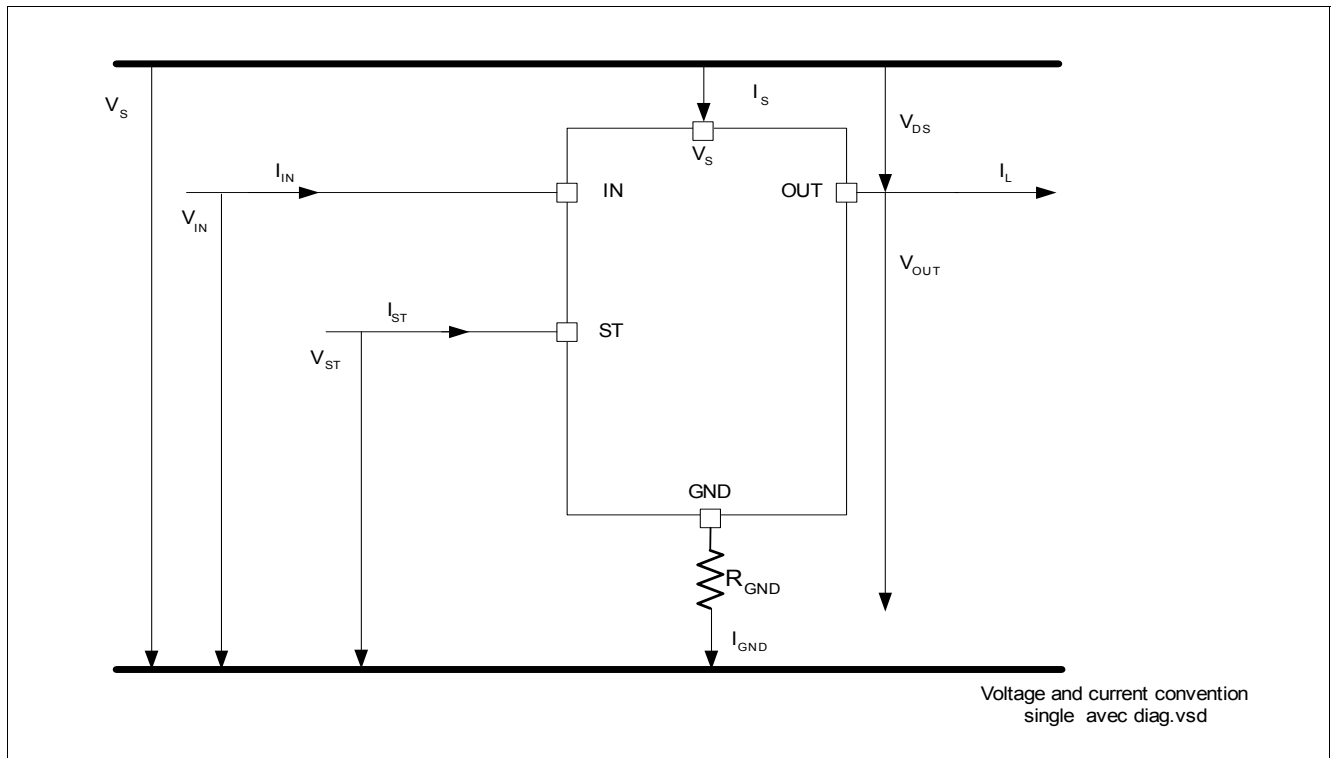 V_S
I_S
V_DS
V_S
I_IN
IN
OUT
I_L
V_IN
V_OUT
I_ST
ST
V_ST
GND
R_GND
I_GND
Voltage and current convention
single avec diag.vsd